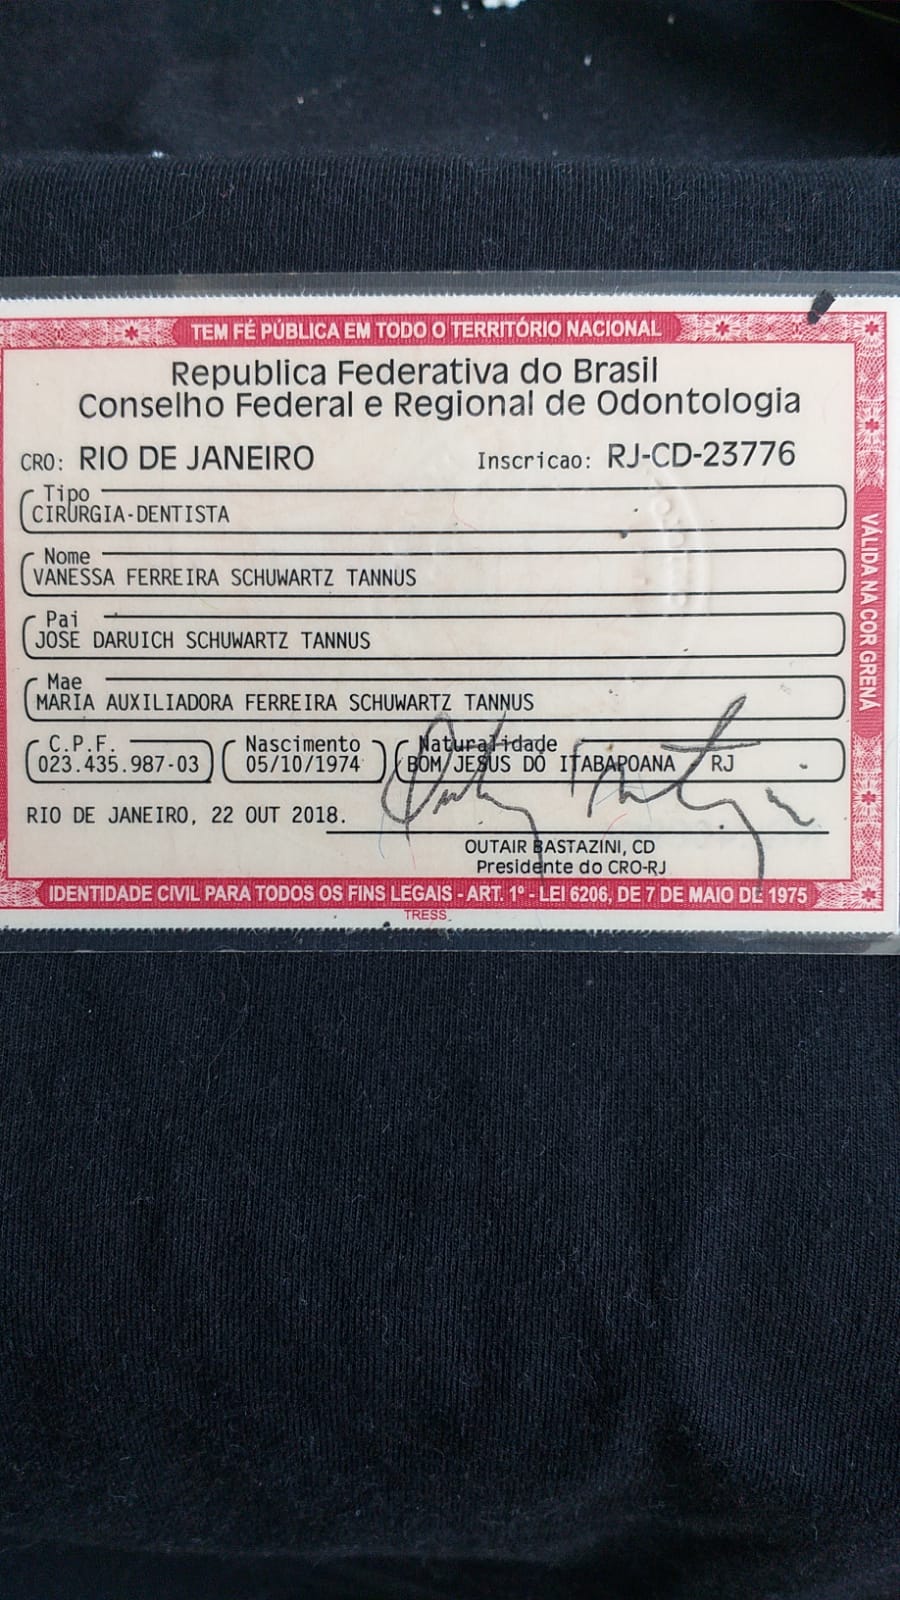 TEM FÉ PÚBLICA EM TODO O TERRITÓRIO NACIONAL
Republica Federativa do Brasil
Conselho Federal e Regional de Odontologia
CRO: RIO DE JANEIRO Inscricao: RJ-CD-23776
Tipo
CIRURGIA-DENTISTA
Nome
VANESSA FERREIRA SCHUWARTZ TANNUS
Pai
JOSE DARUICH SCHUWARTZ TANNUS
Mae
MARIA AUXILIADORA FERREIRA SCHUWARTZ TANNUS
C.P.F. Nascimento Naturalidade
023.435.987-03 05/10/1974 BOM JESUS DO ITABAPOANA RJ
RIO DE JANEIRO, 22 OUT 2018.
OUTAIR BASTAZINI, CD
Presidente do CRO-RJ
IDENTIDADE CIVIL PARA TODOS OS FINS LEGAIS - ART. 1º - LEI 6206, DE 7 DE MAIO DE 1975
TRESS
VÁLIDA NA COR GRENÁ